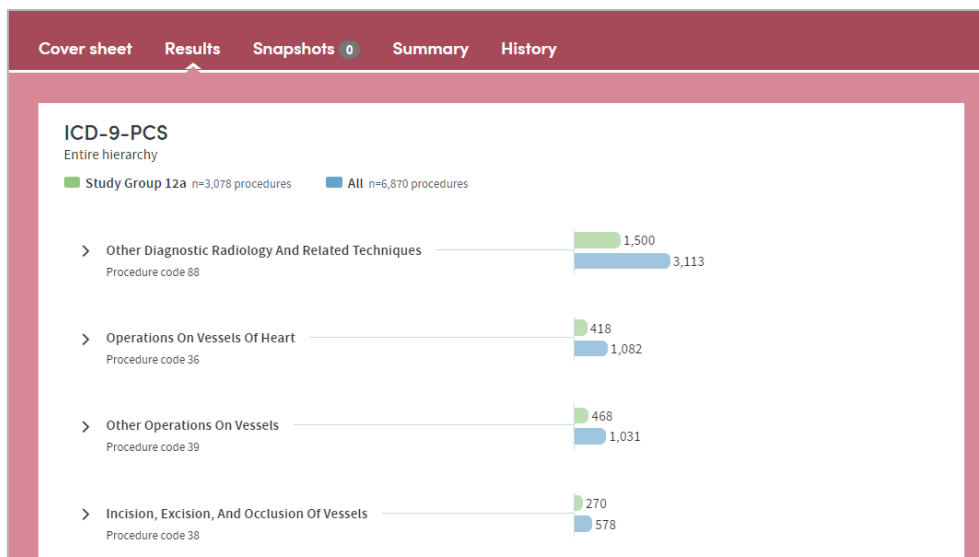 Cover sheet Results Snapshots 0 Summary History
ICD-9-PCS
Entire hierarchy
Study Group 12a n=3,078 procedures All n=6,870 procedures
Other Diagnostic Radiology And Related Techniques
Procedure code 88
1,500
3,113
Operations On Vessels Of Heart
Procedure code 36
418
1,082
Other Operations On Vessels
Procedure code 39
468
1,031
Incision, Excision, And Occlusion Of Vessels
Procedure code 38
270
578